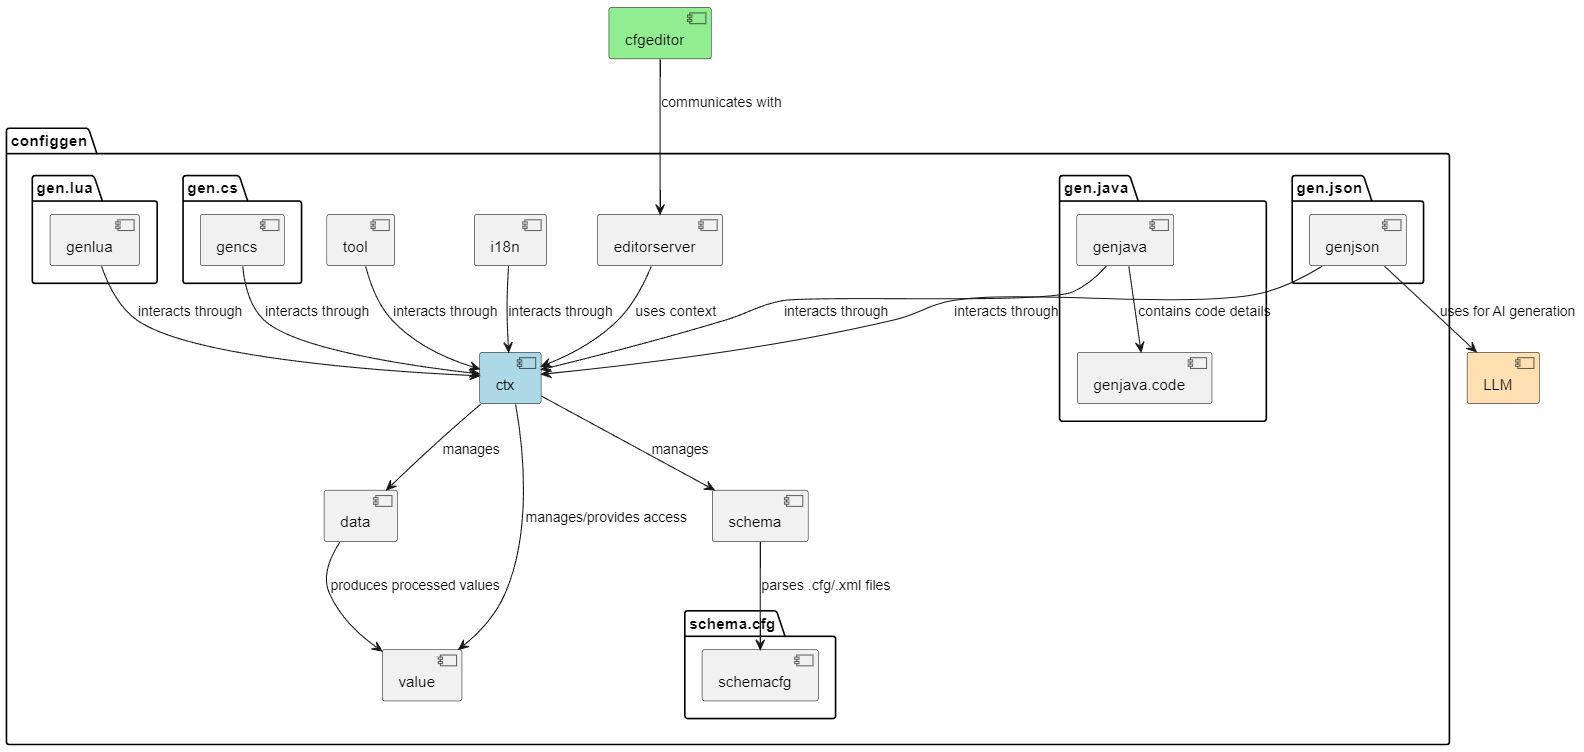 cfgeditor
communicates with
configgen
gen.lua
gen.cs
gen.java
gen.json
genlua
gencs
tool
i18n
editorserver
genjava
genjson
interacts through
interacts through
interacts through
interacts through
uses context
interacts through
interacts through
contains code details
uses for AI generation
ctx
genjava.code
LLM
manages
manages
data
manages/provides access
schema
produces processed values
parses .cfg/.xml files
schema.cfg
value
schemacfg